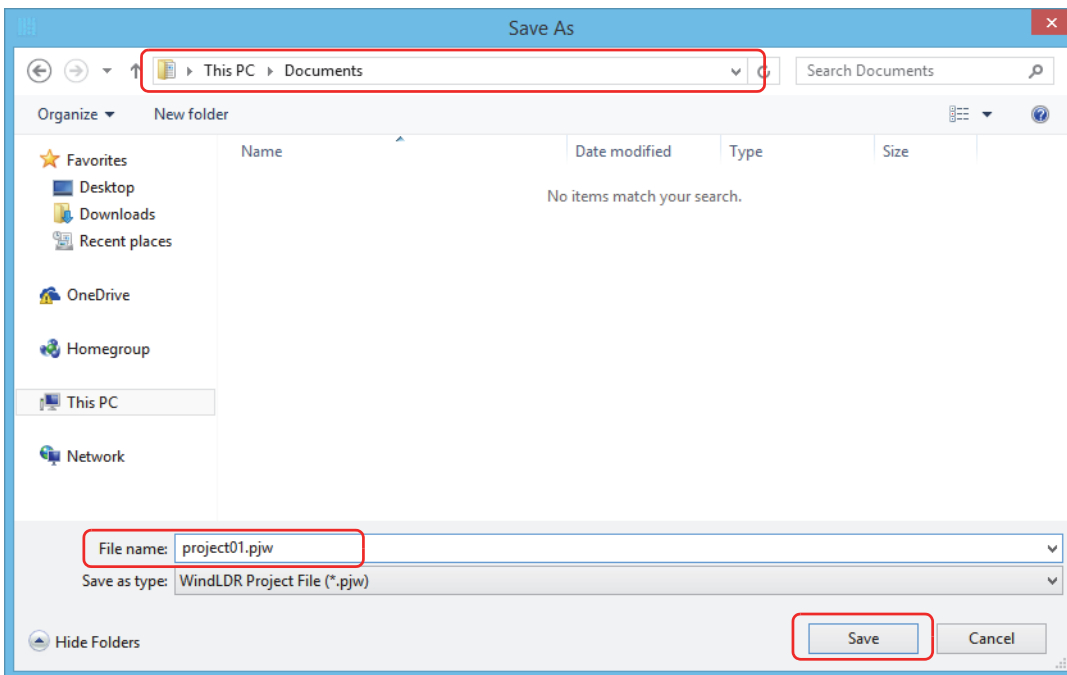 Save As
This PC Documents
Search Documents
Organize New folder
Name Date modified Type Size
No items match your search.
Favorites
Desktop
Downloads
Recent places
OneDrive
Homegroup
This PC
Network
File name: project01.pjw
Save as type: WindLDR Project File (*.pjw)
Hide Folders Save Cancel